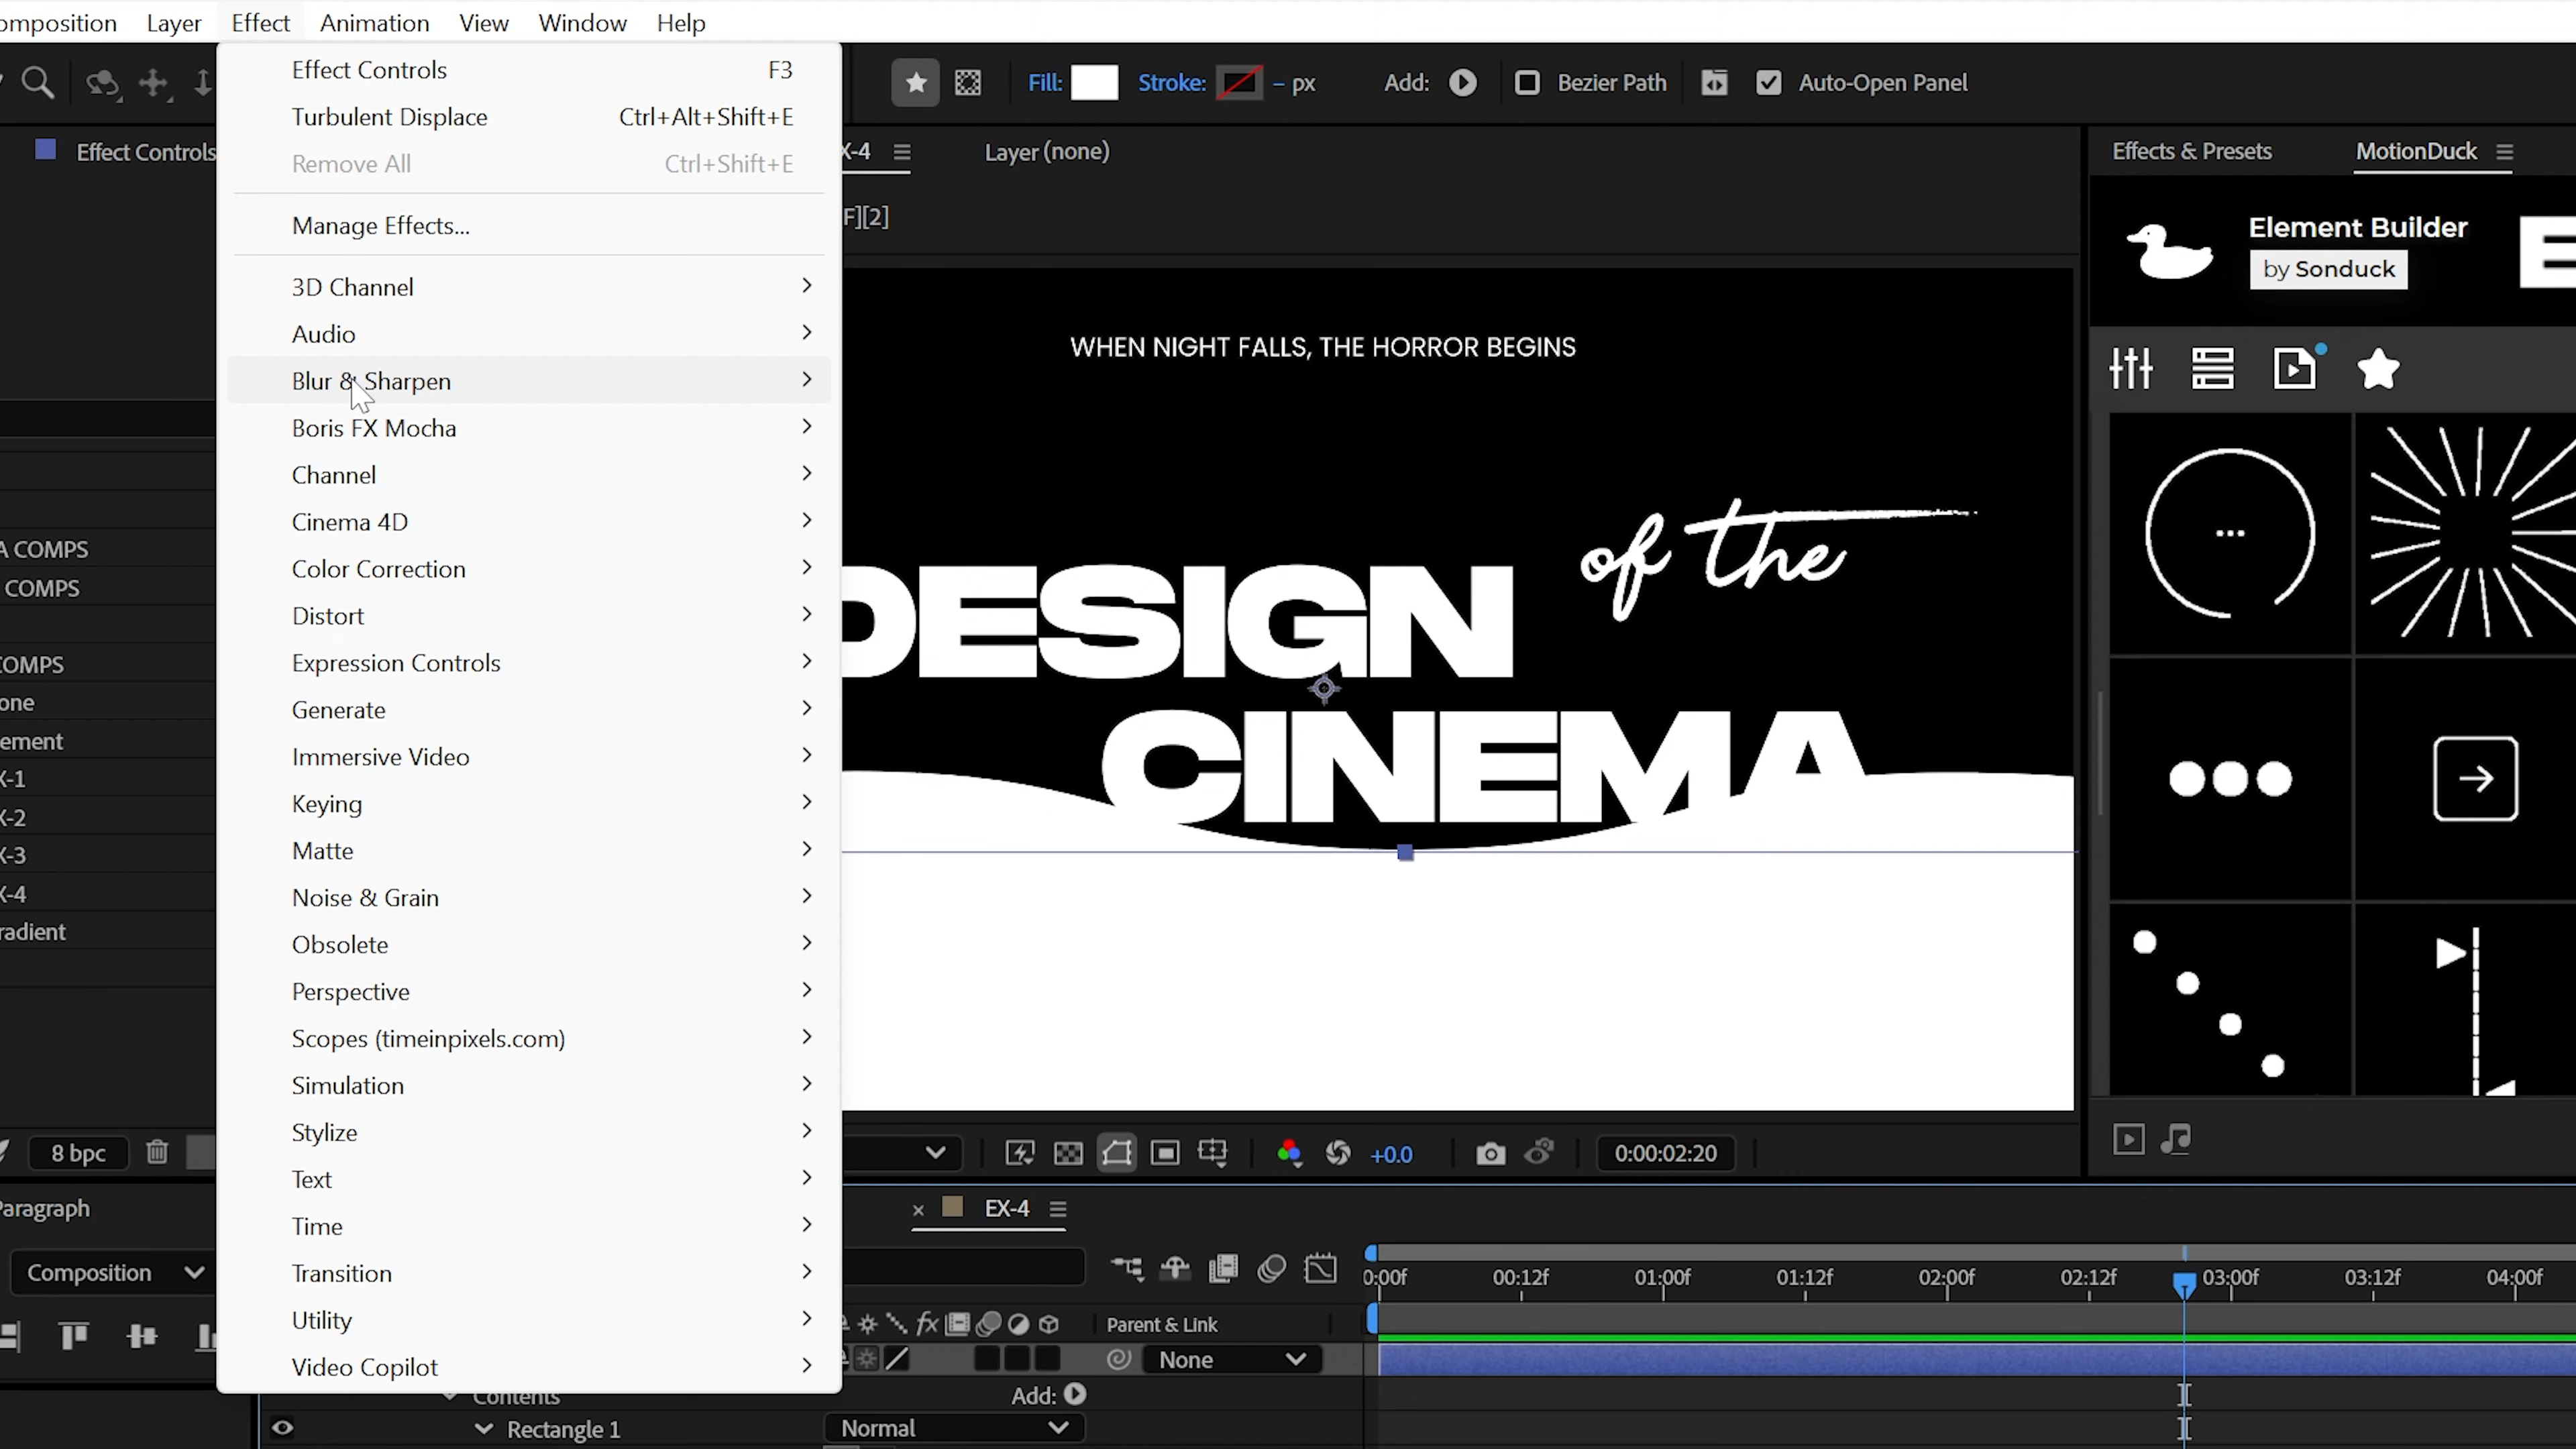 omposition Layer Effect Animation View Window Help
Effect Controls F3
Turbulent Displace Ctrl+Alt+Shift+E
Remove All Ctrl+Shift+E
Manage Effects...
3D Channel
Audio
Blur & Sharpen
Boris FX Mocha
Channel
Cinema 4D
Color Correction
Distort
Expression Controls
Generate
Immersive Video
Keying
Matte
Noise & Grain
Obsolete
Perspective
Scopes (timeinpixels.com)
Simulation
Stylize
Text
Time
Transition
Utility
Video Copilot
Fill: Stroke: – px Add: Bezier Path Auto-Open Panel
Effect Controls
X-4 Layer (none)
F][2]
WHEN NIGHT FALLS, THE HORROR BEGINS
DESIGN of the
CINEMA
Effects & Presets MotionDuck
Element Builder
by Sonduck
E
A COMPS
COMPS
COMPS
one
ement
X-1
X-2
X-3
X-4
radient
8 bpc
+0.0 0:00:02:20
Paragraph
Composition
EX-4
0:00f 00:12f 01:00f 01:12f 02:00f 02:12f 03:00f 03:12f 04:00f
fx Parent & Link
None
Contents Add:
Rectangle 1 Normal